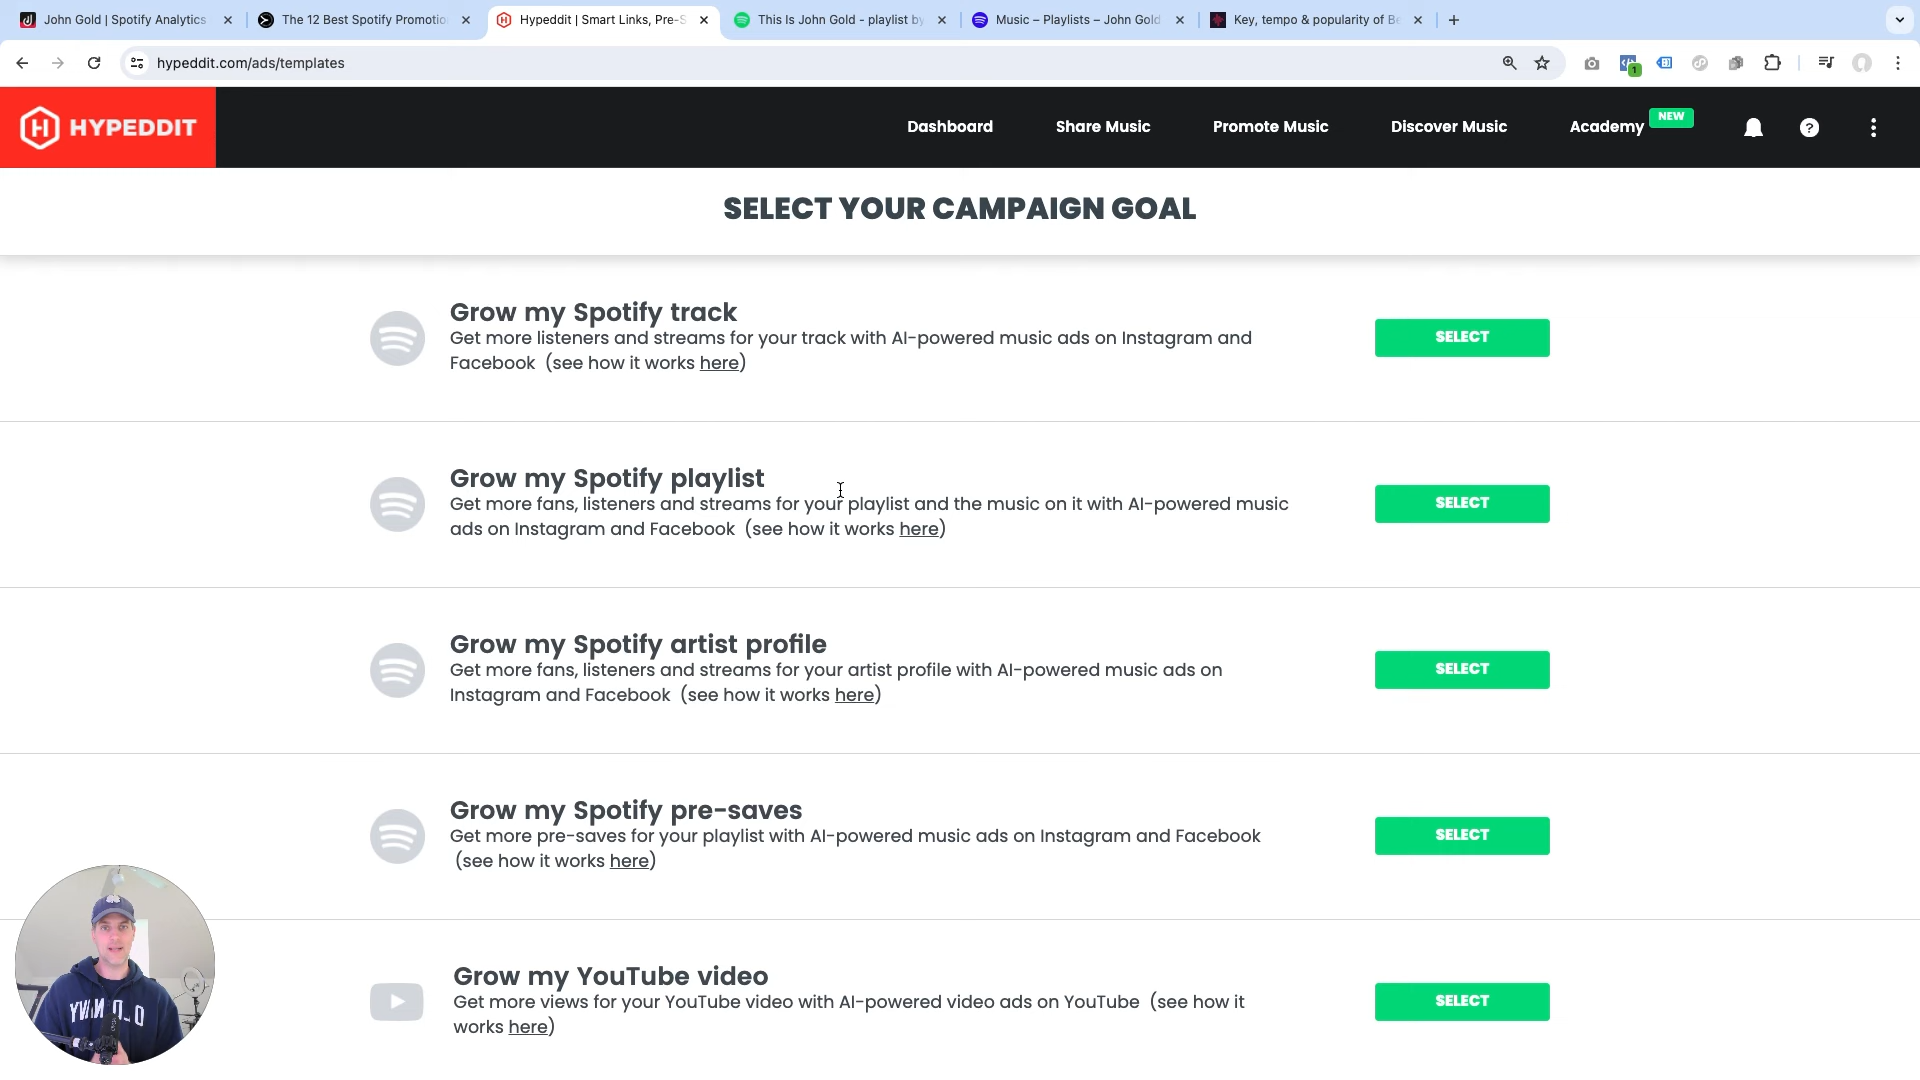 John Gold | Spotify Analytics
The 12 Best Spotify Promotio
Hypeddit | Smart Links, Pre-S
This Is John Gold - playlist by
Music – Playlists – John Gold
Key, tempo & popularity of Be
hypeddit.com/ads/templates
1
HYPEDDIT
Dashboard
Share Music
Promote Music
Discover Music
Academy
NEW
SELECT YOUR CAMPAIGN GOAL
Grow my Spotify track
Get more listeners and streams for your track with AI-powered music ads on Instagram and
Facebook (see how it works here)
SELECT
Grow my Spotify playlist
Get more fans, listeners and streams for your playlist and the music on it with AI-powered music
ads on Instagram and Facebook (see how it works here)
SELECT
Grow my Spotify artist profile
Get more fans, listeners and streams for your artist profile with AI-powered music ads on
Instagram and Facebook (see how it works here)
SELECT
Grow my Spotify pre-saves
Get more pre-saves for your playlist with AI-powered music ads on Instagram and Facebook
(see how it works here)
SELECT
Grow my YouTube video
Get more views for your YouTube video with AI-powered video ads on YouTube (see how it
works here)
SELECT